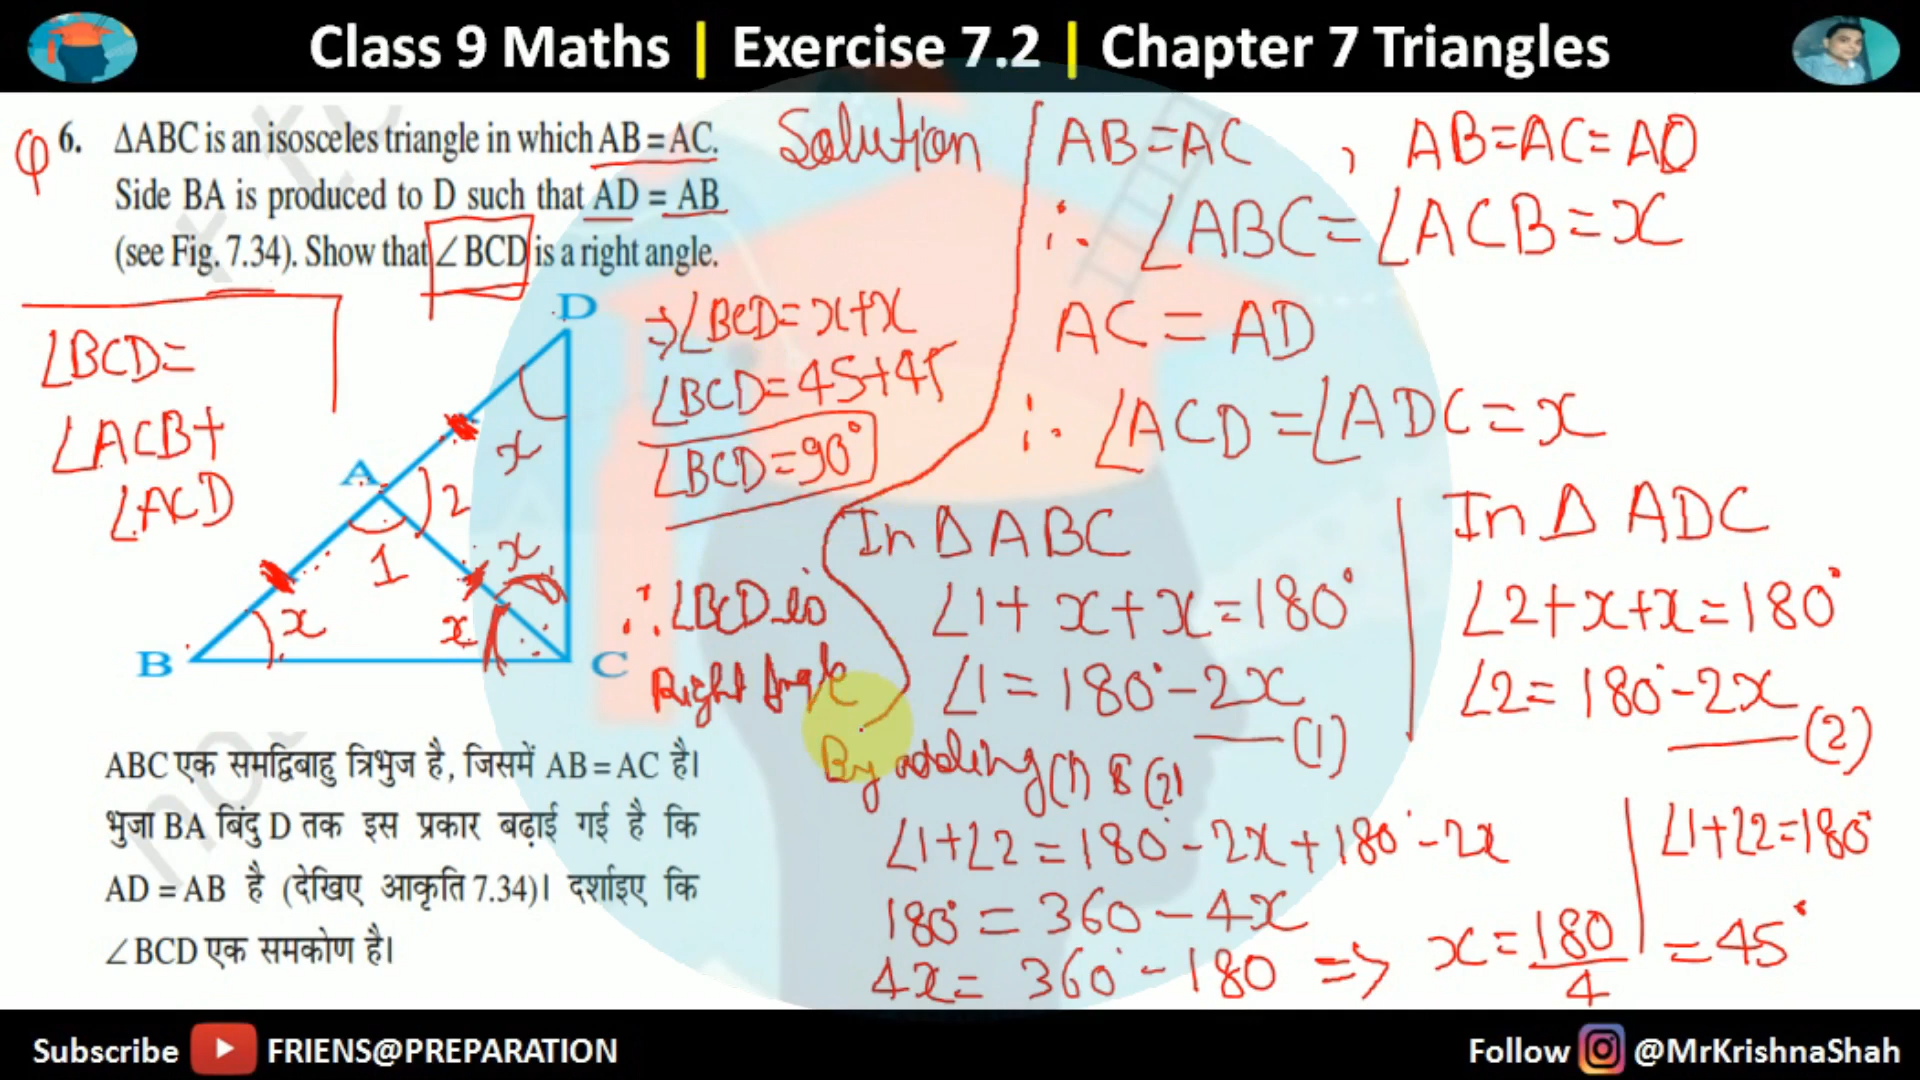 Class 9 Maths | Exercise 7.2 | Chapter 7 Triangles
φ 6. ΔABC is an isosceles triangle in which AB = AC.
Side BA is produced to D such that AD = AB
(see Fig. 7.34). Show that ∠BCD is a right angle.
∠BCD=
∠ACB+
∠ACD
D
A
B
C
x
2
1
x
x
x
⇒∠BCD=x+x
∠BCD=45+45
∠BCD=90°
∴ ∠BCD is
Right Angle
Solution
AB=AC , AB=AC=AD
∴ ∠ABC=∠ACB=x
AC=AD
∴ ∠ACD=∠ADC=x
In Δ ABC
∠1+x+x=180°
∠1=180°-2x
(1)
In Δ ADC
∠2+x+x=180°
∠2=180°-2x
(2)
By adding (1) & (2)
∠1+∠2=180°-2x+180°-2x
∠1+∠2=180°
180°=360-4x
4x=360°-180 ⇒ x=180/4 =45°
ABC एक समद्विबाहु त्रिभुज है, जिसमें AB = AC है।
भुजा BA बिंदु D तक इस प्रकार बढ़ाई गई है कि
AD = AB है (देखिए आकृति 7.34)। दर्शाइए कि
∠BCD एक समकोण है।
Subscribe FRIENS@PREPARATION
Follow @MrKrishnaShah